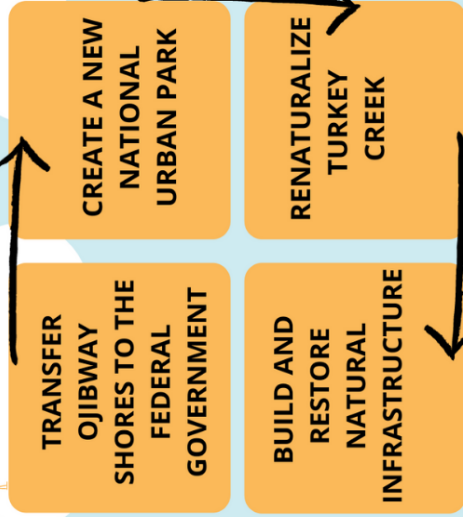 TRANSFER
OJIBWAY
SHORES TO THE
FEDERAL
GOVERNMENT
CREATE A NEW
NATIONAL
URBAN PARK
RENATURALIZE
TURKEY
CREEK
BUILD AND
RESTORE
NATURAL
INFRASTRUCTURE